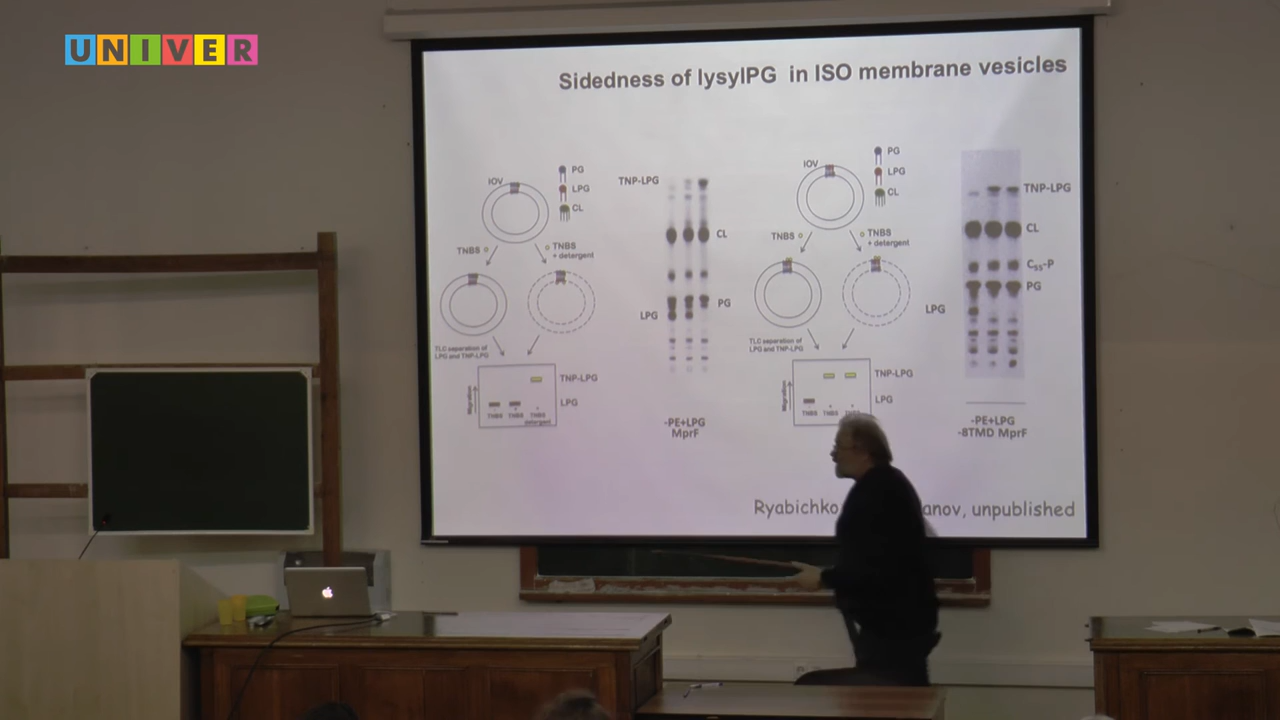 UNIVER
Sidedness of lysylPG in ISO membrane vesicles
IOV
PG
LPG
CL
TNBS
TNBS
+ detergent
TLC separation of
LPG and TNP-LPG
Migration
TNP-LPG
LPG
TNBS
TNBS
TNBS
detergent
TNP-LPG
CL
PG
LPG
-PE+LPG
MprF
IOV
PG
LPG
CL
TNBS
TNBS
+ detergent
TLC separation of
LPG and TNP-LPG
Migration
TNP-LPG
LPG
TNBS
TNBS
TNP-LPG
CL
C55-P
PG
LPG
-PE+LPG
-8TMD MprF
Ryabichko
anov, unpublished